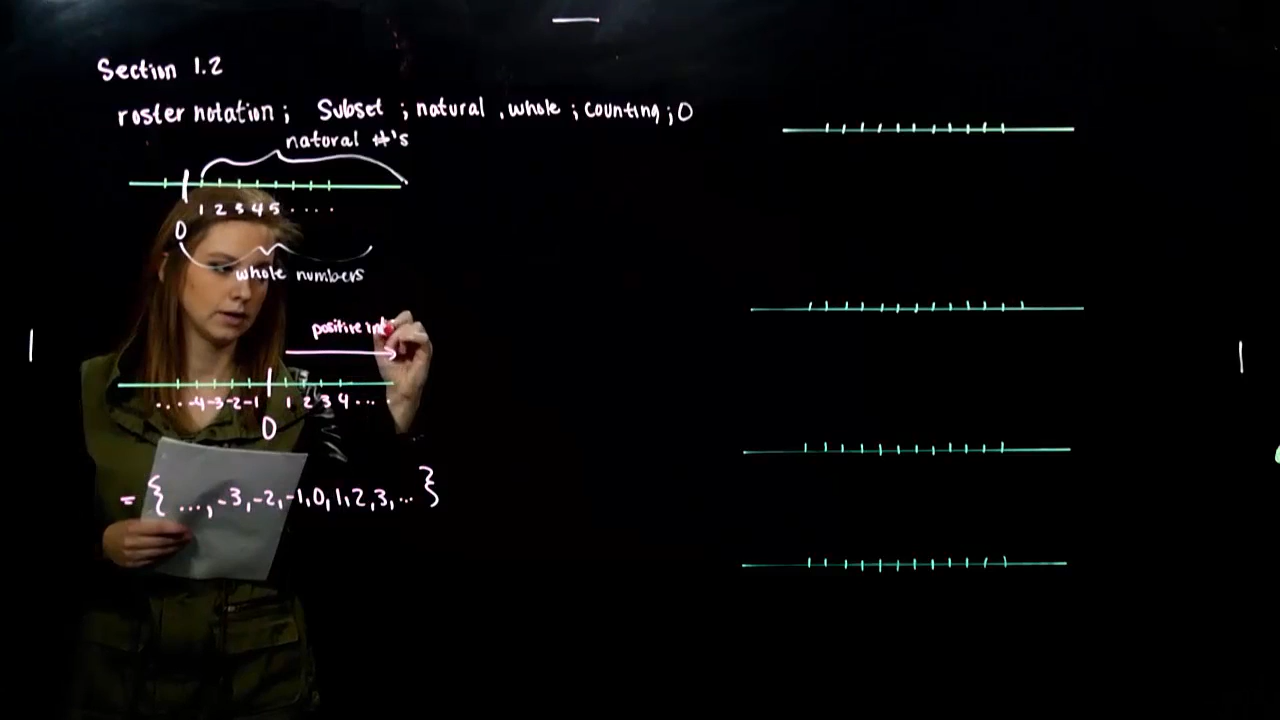 Section 1.2
roster notation ; Subset ; natural , whole ; counting ; 0
natural #'s
1 2 3 4 5 . . . .
0
whole numbers
positive int
. . . -4 -3 -2 -1 1 2 3 4 . . . .
0
= { ..., -3, -2, -1, 0, 1, 2, 3, ... }